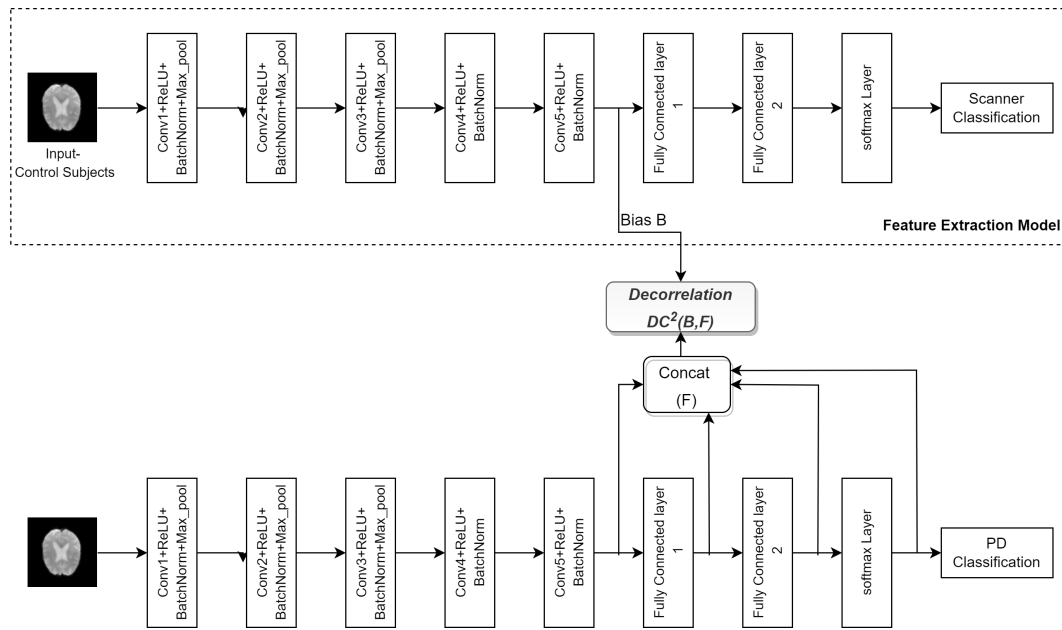 Input-
Control Subjects
Conv1+ReLU+
BatchNorm+Max_pool
Conv2+ReLU+
BatchNorm+Max_pool
Conv3+ReLU+
BatchNorm+Max_pool
Conv4+ReLU+
BatchNorm
Conv5+ReLU+
BatchNorm
Fully Connected layer
1
Fully Connected layer
2
softmax Layer
Scanner
Classification
Bias B
Feature Extraction Model
Decorrelation
DC²(B,F)
Concat
(F)
Conv1+ReLU+
BatchNorm+Max_pool
Conv2+ReLU+
BatchNorm+Max_pool
Conv3+ReLU+
BatchNorm+Max_pool
Conv4+ReLU+
BatchNorm
Conv5+ReLU+
BatchNorm
Fully Connected layer
1
Fully Connected layer
2
softmax Layer
PD
Classification